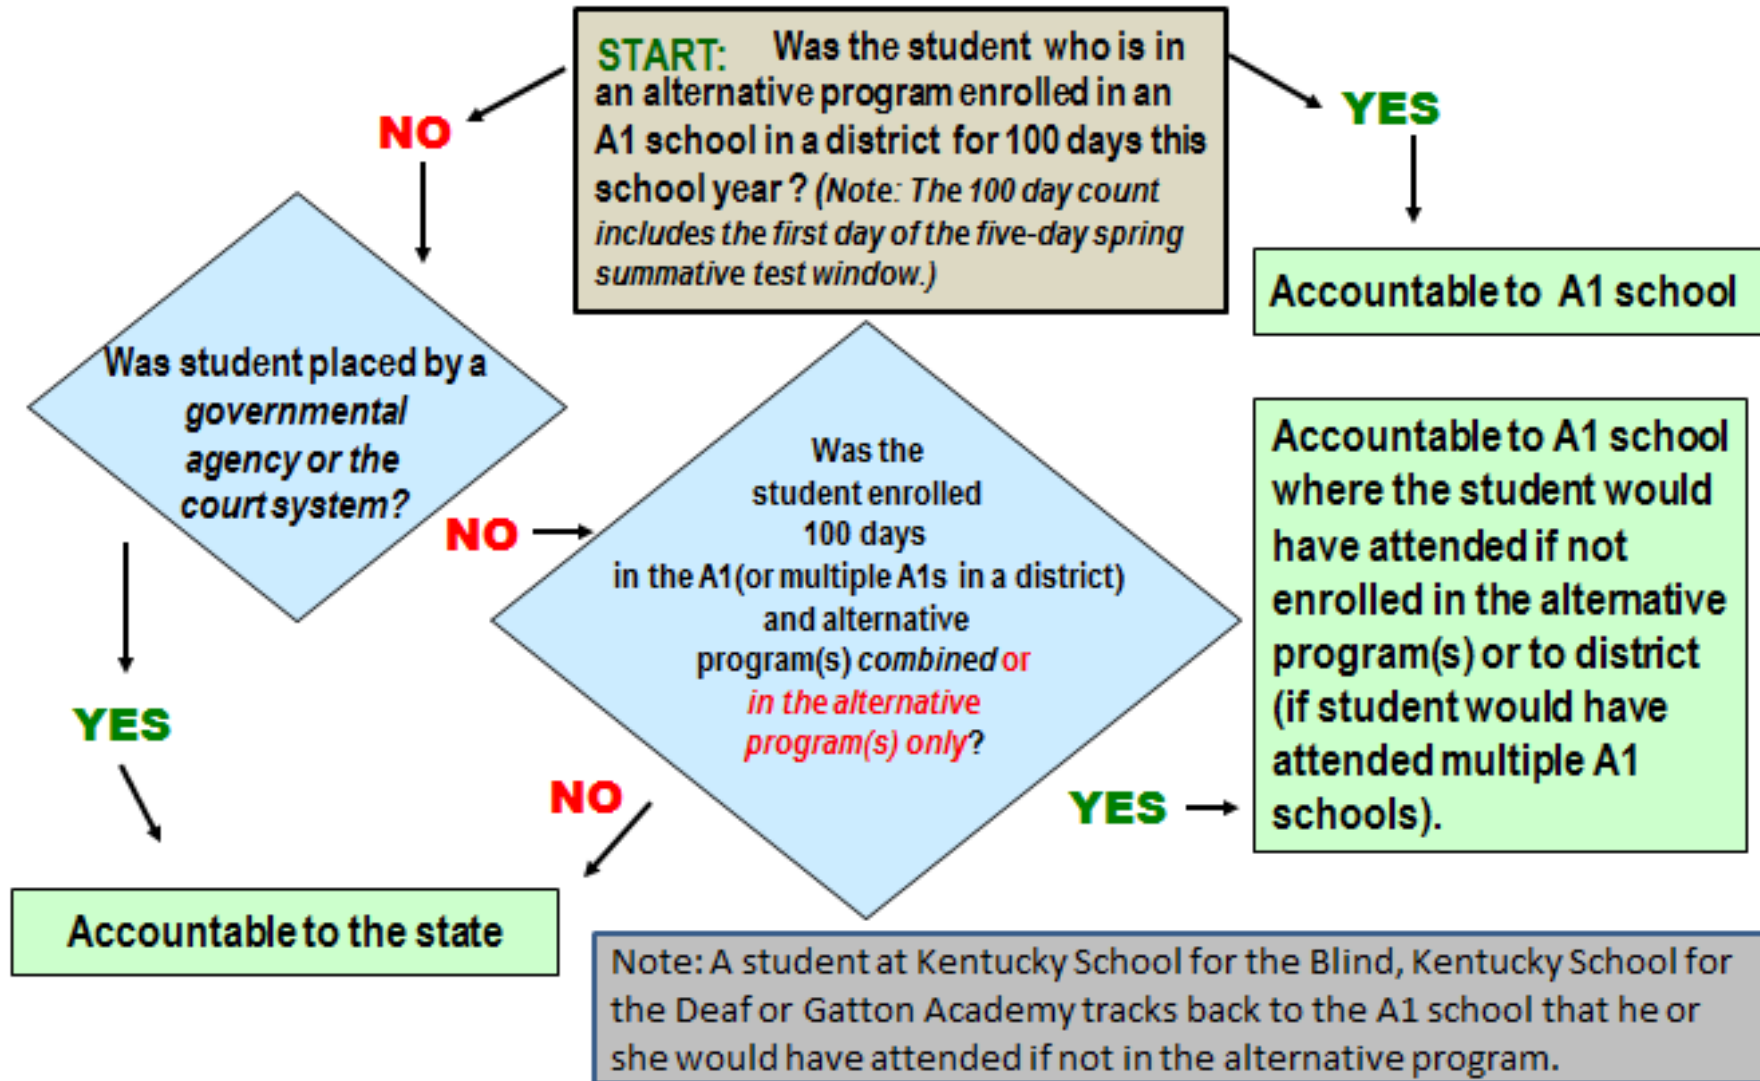 START: Was the student who is in
an alternative program enrolled in an
A1 school in a district for 100 days this
school year? (Note: The 100 day count
includes the first day of the five-day spring
summative test window.)
NO
YES
Accountable to A1 school
Was student placed by a
governmental
agency or the
court system?
NO
YES
Was the
student enrolled
100 days
in the A1(or multiple A1s in a district)
and alternative
program(s) combined or
in the alternative
program(s) only?
NO
YES
Accountable to A1 school
where the student would
have attended if not
enrolled in the alternative
program(s) or to district
(if student would have
attended multiple A1
schools).
Accountable to the state
Note: A student at Kentucky School for the Blind, Kentucky School for
the Deaf or Gatton Academy tracks back to the A1 school that he or
she would have attended if not in the alternative program.